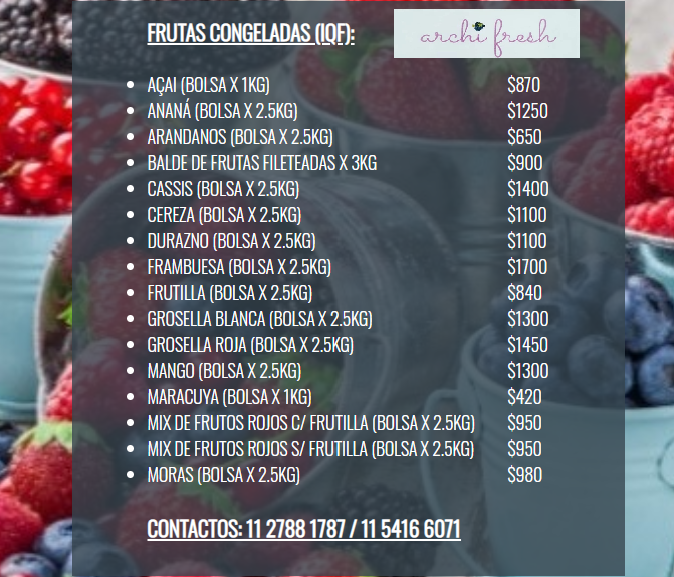 FRUTAS CONGELADAS (IQF):
archi fresh
• AÇAI (BOLSA X 1KG) $870
• ANANÁ (BOLSA X 2.5KG) $1250
• ARANDANOS (BOLSA X 2.5KG) $650
• BALDE DE FRUTAS FILETEADAS X 3KG $900
• CASSIS (BOLSA X 2.5KG) $1400
• CEREZA (BOLSA X 2.5KG) $1100
• DURAZNO (BOLSA X 2.5KG) $1100
• FRAMBUESA (BOLSA X 2.5KG) $1700
• FRUTILLA (BOLSA X 2.5KG) $840
• GROSELLA BLANCA (BOLSA X 2.5KG) $1300
• GROSELLA ROJA (BOLSA X 2.5KG) $1450
• MANGO (BOLSA X 2.5KG) $1300
• MARACUYA (BOLSA X 1KG) $420
• MIX DE FRUTOS ROJOS C/ FRUTILLA (BOLSA X 2.5KG) $950
• MIX DE FRUTOS ROJOS S/ FRUTILLA (BOLSA X 2.5KG) $950
• MORAS (BOLSA X 2.5KG) $980
CONTACTOS: 11 2788 1787 / 11 5416 6071